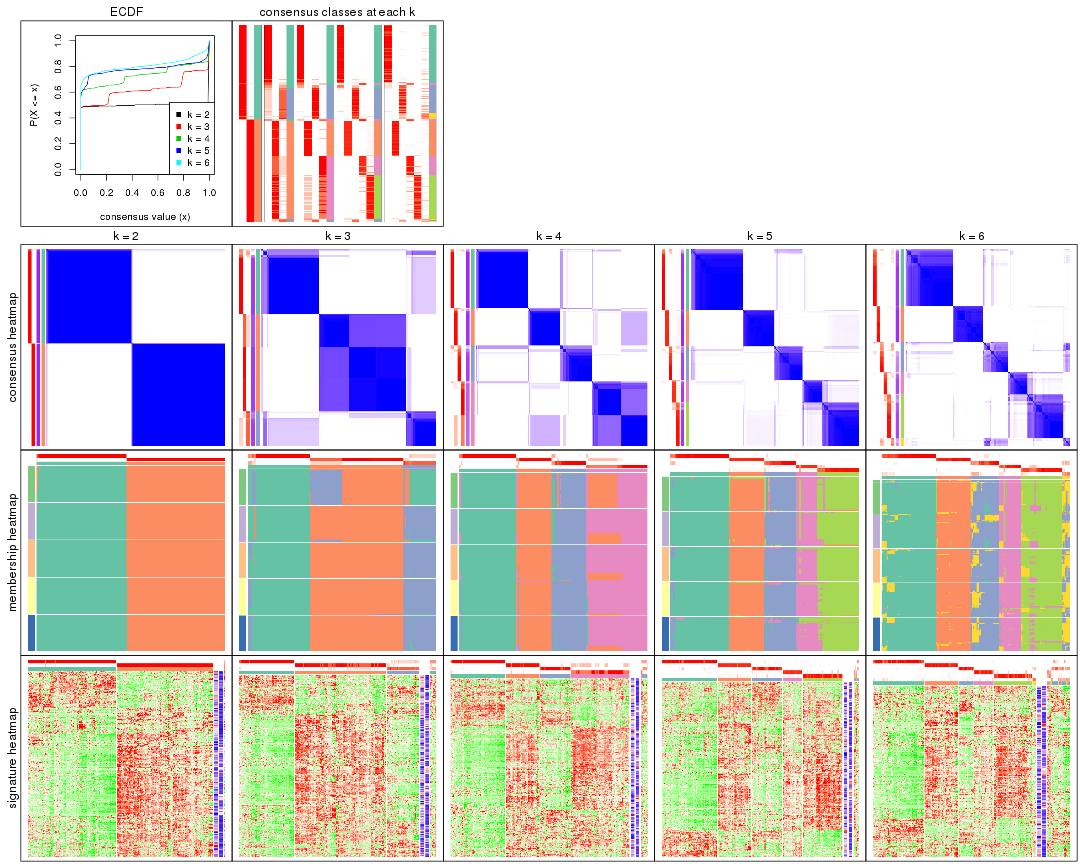 ECDF
consensus classes at each k
P(X <= x)
1.0
0.8
0.6
0.4
0.2
0.0
k = 2
k = 3
k = 4
k = 5
k = 6
0.0 0.2 0.4 0.6 0.8 1.0
consensus value (x)
k = 2
k = 3
k = 4
k = 5
k = 6
consensus heatmap
membership heatmap
signature heatmap